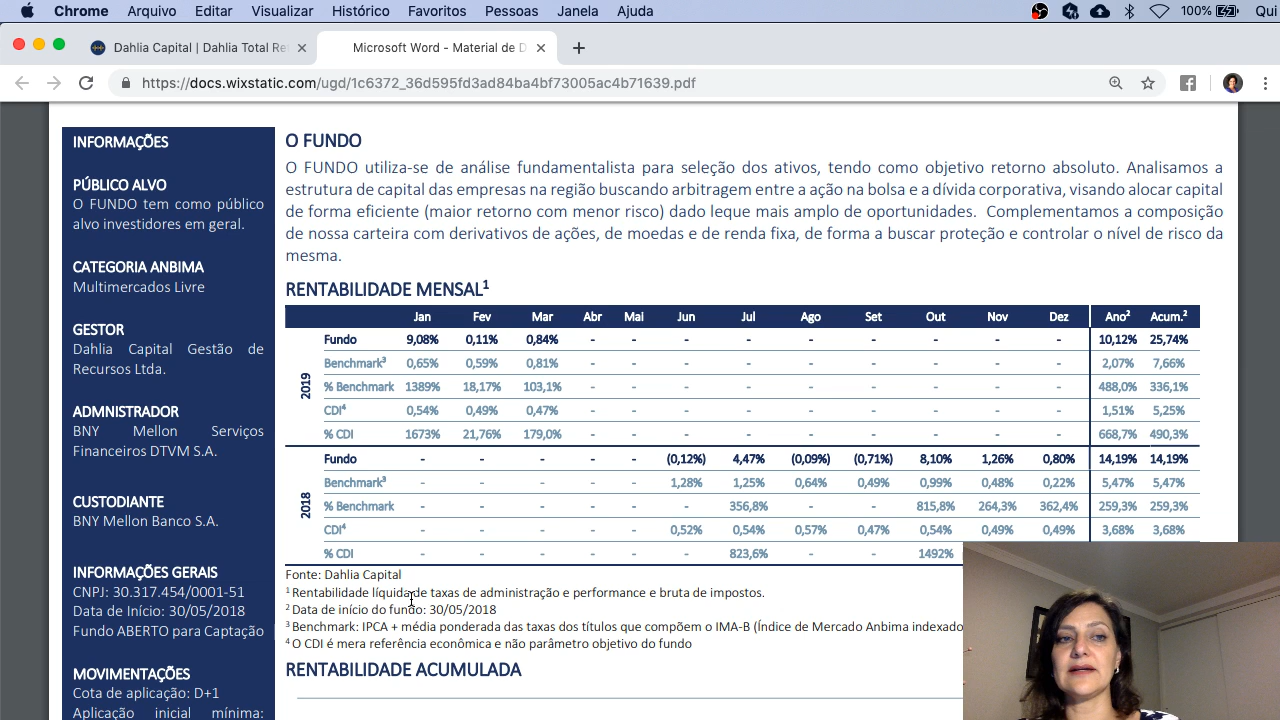 Chrome Arquivo Editar Visualizar Histórico Favoritos Pessoas Janela Ajuda 100% Qui
Dahlia Capital | Dahlia Total Re
Microsoft Word - Material de D
https://docs.wixstatic.com/ugd/1c6372_36d595fd3ad84ba4bf73005ac4b71639.pdf
INFORMAÇÕES
PÚBLICO ALVO
O FUNDO tem como público
alvo investidores em geral.
CATEGORIA ANBIMA
Multimercados Livre
GESTOR
Dahlia Capital Gestão de
Recursos Ltda.
ADMNISTRADOR
BNY Mellon Serviços
Financeiros DTVM S.A.
CUSTODIANTE
BNY Mellon Banco S.A.
INFORMAÇÕES GERAIS
CNPJ: 30.317.454/0001-51
Data de Início: 30/05/2018
Fundo ABERTO para Captação
MOVIMENTAÇÕES
Cota de aplicação: D+1
Aplicação inicial mínima:
O FUNDO
O FUNDO utiliza-se de análise fundamentalista para seleção dos ativos, tendo como objetivo retorno absoluto. Analisamos a
estrutura de capital das empresas na região buscando arbitragem entre a ação na bolsa e a dívida corporativa, visando alocar capital
de forma eficiente (maior retorno com menor risco) dado leque mais amplo de oportunidades. Complementamos a composição
de nossa carteira com derivativos de ações, de moedas e de renda fixa, de forma a buscar proteção e controlar o nível de risco da
mesma.
RENTABILIDADE MENSAL¹
Jan Fev Mar Abr Mai Jun Jul Ago Set Out Nov Dez Ano² Acum.²
2019
Fundo 9,08% 0,11% 0,84% - - - - - - - - - 10,12% 25,74%
Benchmark³ 0,65% 0,59% 0,81% - - - - - - - - - 2,07% 7,66%
% Benchmark 1389% 18,17% 103,1% - - - - - - - - - 488,0% 336,1%
CDI⁴ 0,54% 0,49% 0,47% - - - - - - - - - 1,51% 5,25%
% CDI 1673% 21,76% 179,0% - - - - - - - - - 668,7% 490,3%
2018
Fundo - - - - - (0,12%) 4,47% (0,09%) (0,71%) 8,10% 1,26% 0,80% 14,19% 14,19%
Benchmark³ - - - - - 1,28% 1,25% 0,64% 0,49% 0,99% 0,48% 0,22% 5,47% 5,47%
% Benchmark - - - - - - 356,8% - - 815,8% 264,3% 362,4% 259,3% 259,3%
CDI⁴ - - - - - 0,52% 0,54% 0,57% 0,47% 0,54% 0,49% 0,49% 3,68% 3,68%
% CDI - - - - - - 823,6% - - 1492%
Fonte: Dahlia Capital
¹ Rentabilidade líquidade taxas de administração e performance e bruta de impostos.
² Data de início do fundo: 30/05/2018
³ Benchmark: IPCA + média ponderada das taxas dos títulos que compõem o IMA-B (Índice de Mercado Anbima indexado
⁴ O CDI é mera referência econômica e não parâmetro objetivo do fundo
RENTABILIDADE ACUMULADA